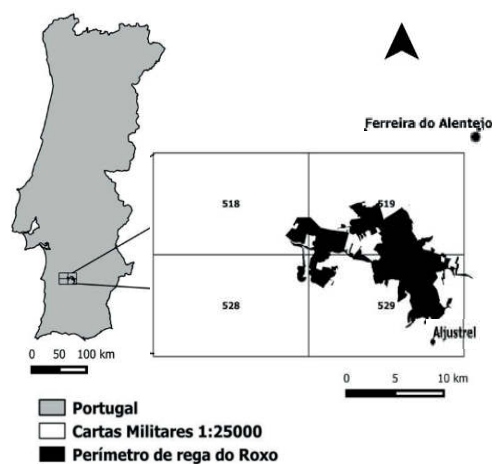 Ferreira do Alentejo
518
519
528
529
Aljustrel
0 50 100 km
0 5 10 km
Portugal
Cartas Militares 1:25000
Perímetro de rega do Roxo